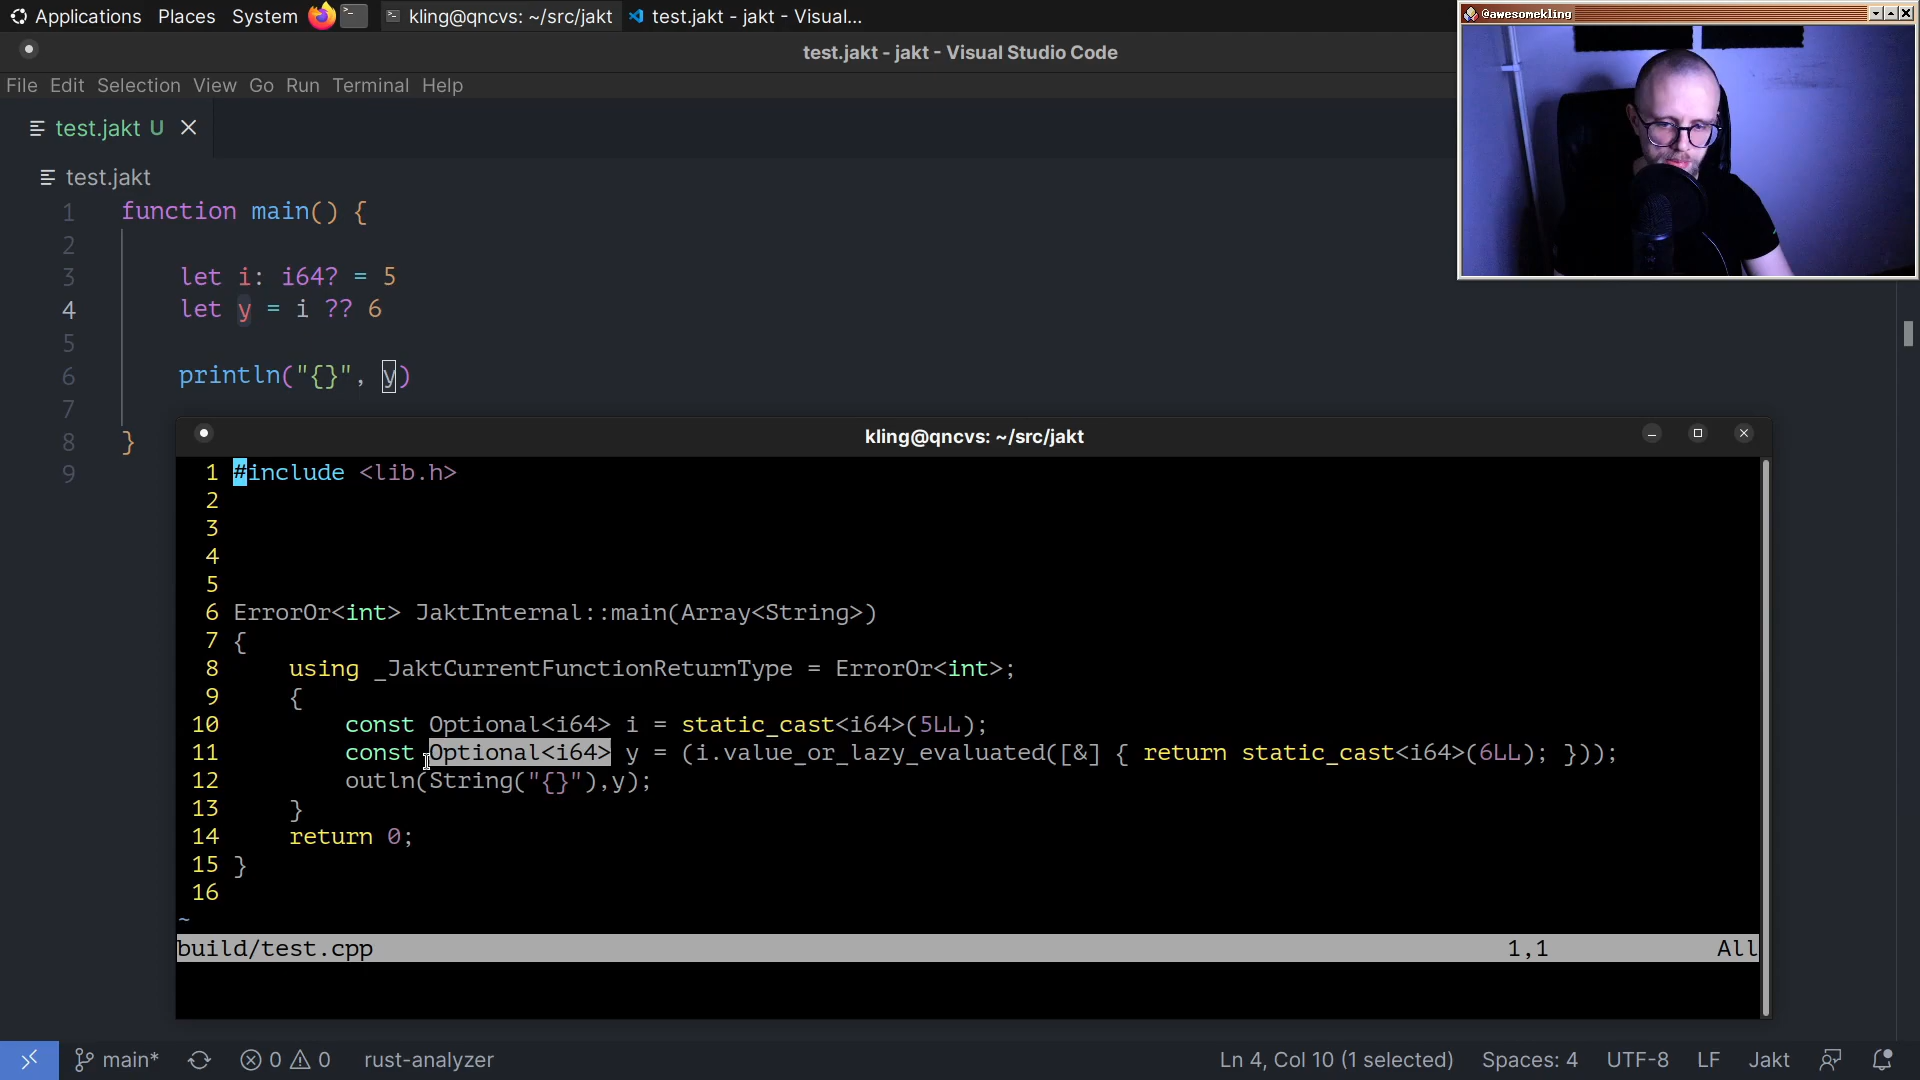 Applications Places System kling@qncvs: ~/src/jakt test.jakt - jakt - Visual...
@awesomekling
test.jakt - jakt - Visual Studio Code
File Edit Selection View Go Run Terminal Help
test.jakt U
test.jakt
1 function main() {
2
3 let i: i64? = 5
4 let y = i ?? 6
5
6 println("{}", y)
7
8 }
9
kling@qncvs: ~/src/jakt
1 #include <lib.h>
2
3
4
5
6 ErrorOr<int> JaktInternal::main(Array<String>)
7 {
8 using _JaktCurrentFunctionReturnType = ErrorOr<int>;
9 {
10 const Optional<i64> i = static_cast<i64>(5LL);
11 const Optional<i64> y = (i.value_or_lazy_evaluated([&] { return static_cast<i64>(6LL); }));
12 outln(String("{}"),y);
13 }
14 return 0;
15 }
16
~
build/test.cpp 1,1 All
main* 0 0 rust-analyzer Ln 4, Col 10 (1 selected) Spaces: 4 UTF-8 LF Jakt